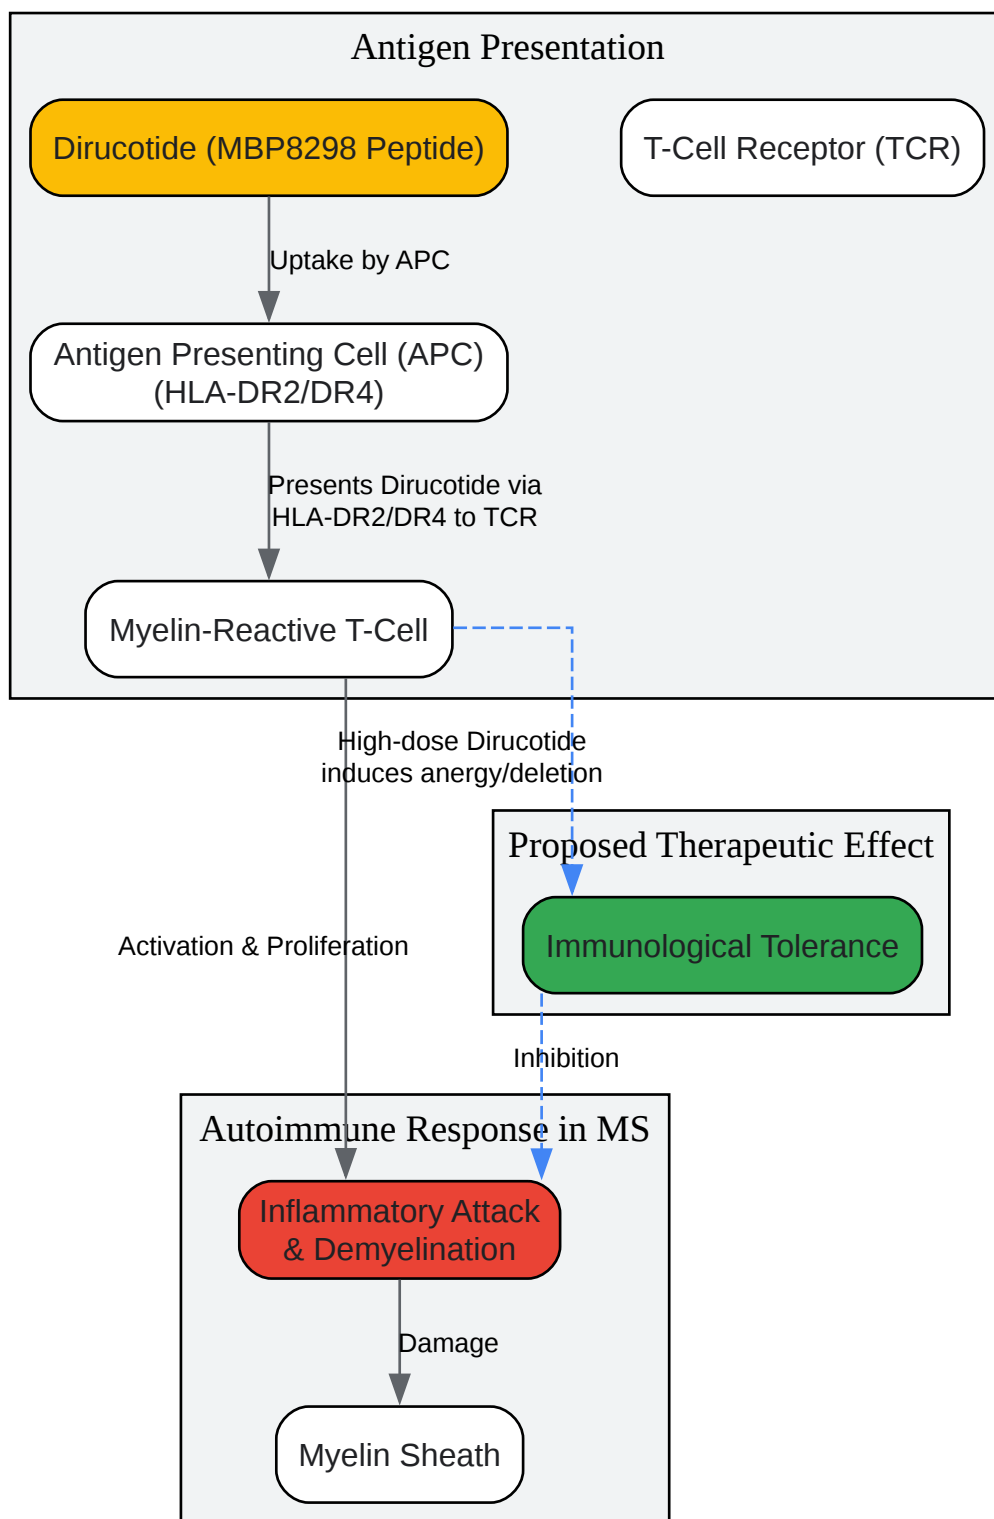 Antigen Presentation
Dirucotide (MBP8298 Peptide)
T-Cell Receptor (TCR)
Uptake by APC
Antigen Presenting Cell (APC)
(HLA-DR2/DR4)
Presents Dirucotide via
HLA-DR2/DR4 to TCR
Myelin-Reactive T-Cell
High-dose Dirucotide
induces anergy/deletion
Proposed Therapeutic Effect
Activation & Proliferation
Immunological Tolerance
Inhibition
Autoimmune Response in MS
Inflammatory Attack
& Demyelination
Damage
Myelin Sheath